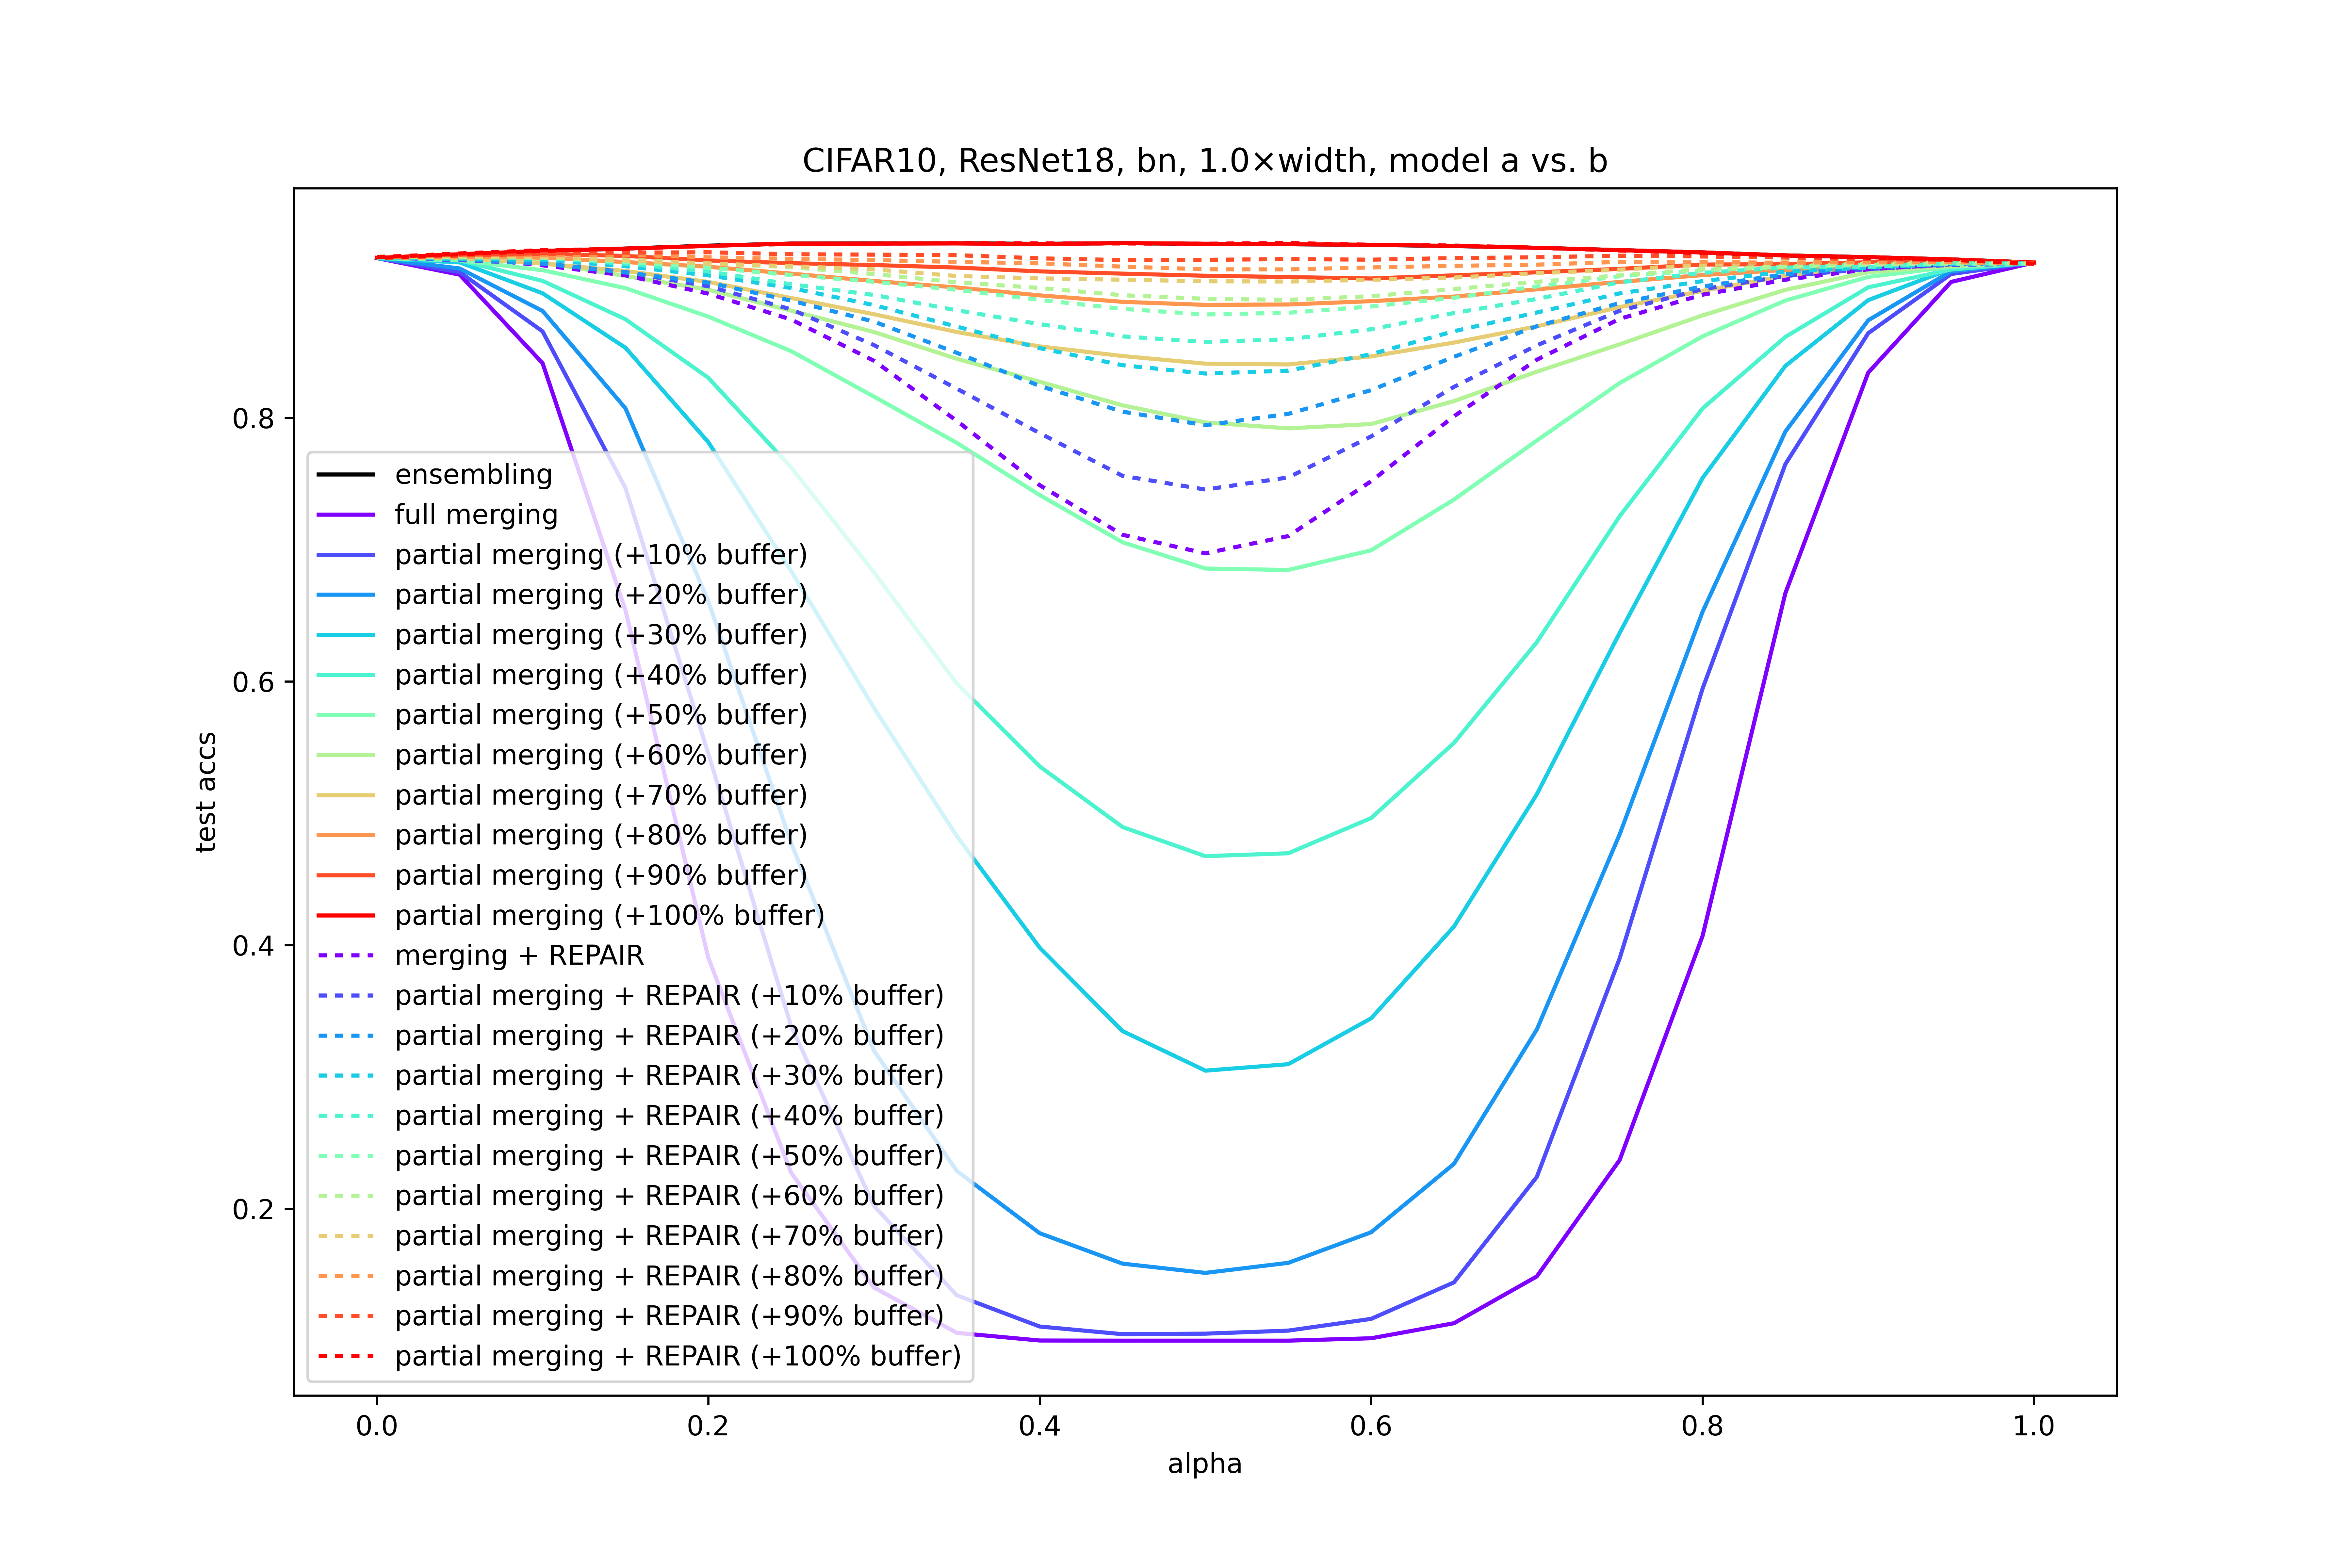 CIFAR10, ResNet18, bn, 1.0×width, model a vs. b
test accs
0.8
0.6
0.4
0.2
ensembling
full merging
partial merging (+10% buffer)
partial merging (+20% buffer)
partial merging (+30% buffer)
partial merging (+40% buffer)
partial merging (+50% buffer)
partial merging (+60% buffer)
partial merging (+70% buffer)
partial merging (+80% buffer)
partial merging (+90% buffer)
partial merging (+100% buffer)
merging + REPAIR
partial merging + REPAIR (+10% buffer)
partial merging + REPAIR (+20% buffer)
partial merging + REPAIR (+30% buffer)
partial merging + REPAIR (+40% buffer)
partial merging + REPAIR (+50% buffer)
partial merging + REPAIR (+60% buffer)
partial merging + REPAIR (+70% buffer)
partial merging + REPAIR (+80% buffer)
partial merging + REPAIR (+90% buffer)
partial merging + REPAIR (+100% buffer)
0.0 0.2 0.4 0.6 0.8 1.0
alpha